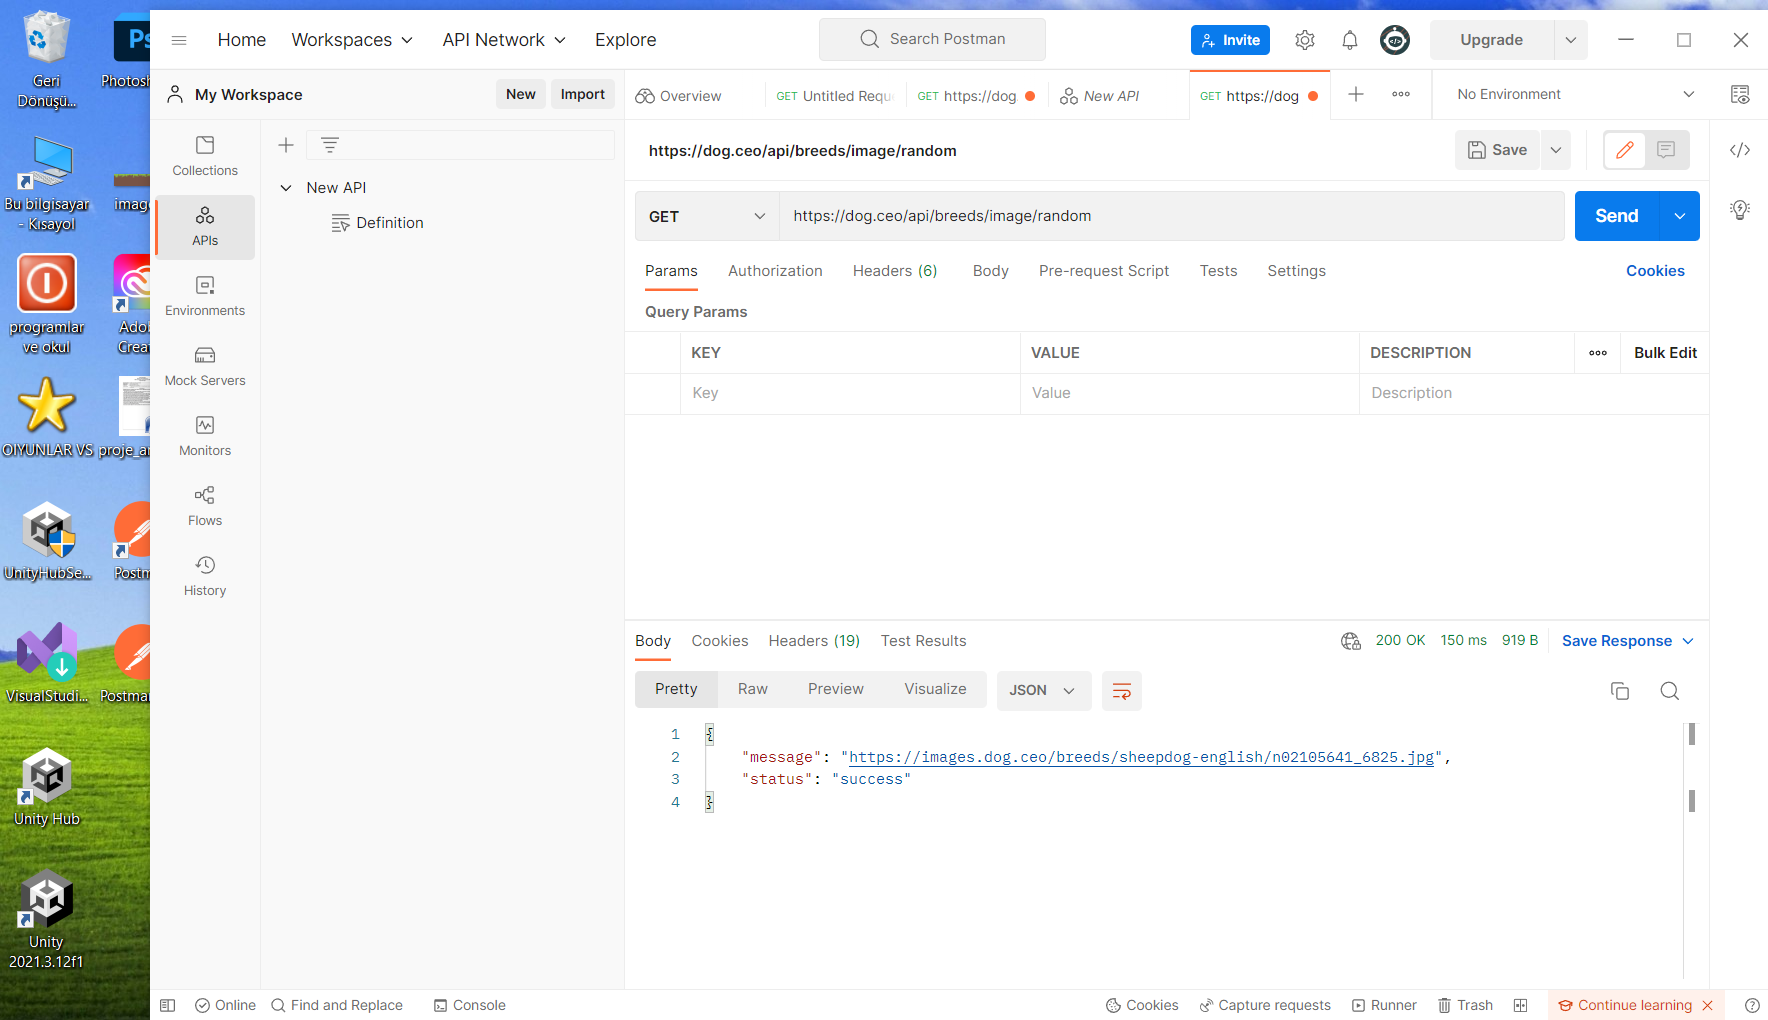 Geri
Dönüşü...
Photosh
Bu bilgisayar
- Kısayol
imag
programlar
ve okul
Ado
Crea
OIYUNLAR VS
proje_ar
UnityHubSe...
Postm
VisualStudi...
Postmar
Unity Hub
Unity
2021.3.12f1
Ps
Home
Workspaces
API Network
Explore
Search Postman
Invite
Upgrade
My Workspace
New
Import
Overview
GET Untitled Requ
GET https://dog.
New API
GET https://dog
No Environment
Collections
APIs
Environments
Mock Servers
Monitors
Flows
History
New API
Definition
https://dog.ceo/api/breeds/image/random
Save
GET
https://dog.ceo/api/breeds/image/random
Send
Params
Authorization
Headers (6)
Body
Pre-request Script
Tests
Settings
Cookies
Query Params
KEY
VALUE
DESCRIPTION
Bulk Edit
Key
Value
Description
Body
Cookies
Headers (19)
Test Results
200 OK
150 ms
919 B
Save Response
Pretty
Raw
Preview
Visualize
JSON
1 {
2 "message": "https://images.dog.ceo/breeds/sheepdog-english/n02105641_6825.jpg",
3 "status": "success"
4 }
Online
Find and Replace
Console
Cookies
Capture requests
Runner
Trash
Continue learning